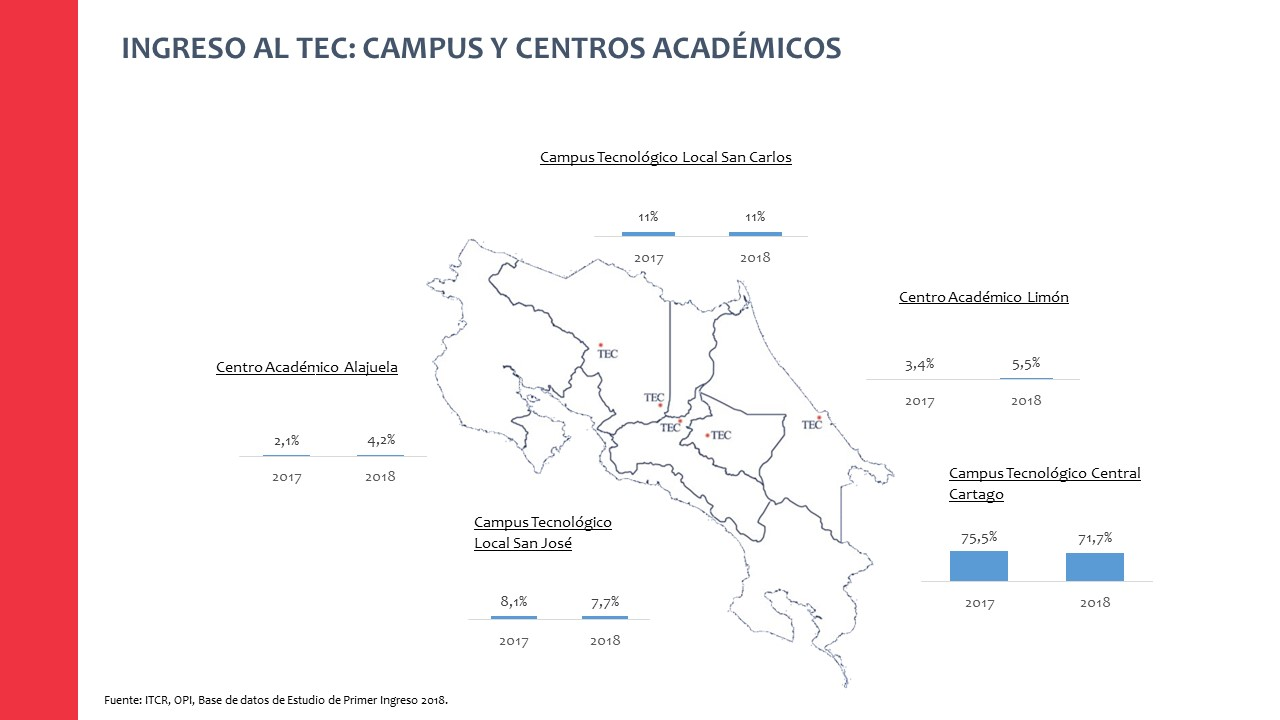 INGRESO AL TEC: CAMPUS Y CENTROS ACADÉMICOS
Campus Tecnológico Local San Carlos
11% 11%
2017 2018
Centro Académico Limón
3,4% 5,5%
2017 2018
Centro Académico Alajuela
2,1% 4,2%
2017 2018
TEC
TEC
TEC
TEC
TEC
Campus Tecnológico Central
Cartago
75,5% 71,7%
2017 2018
Campus Tecnológico
Local San José
8,1% 7,7%
2017 2018
Fuente: ITCR, OPI, Base de datos de Estudio de Primer Ingreso 2018.